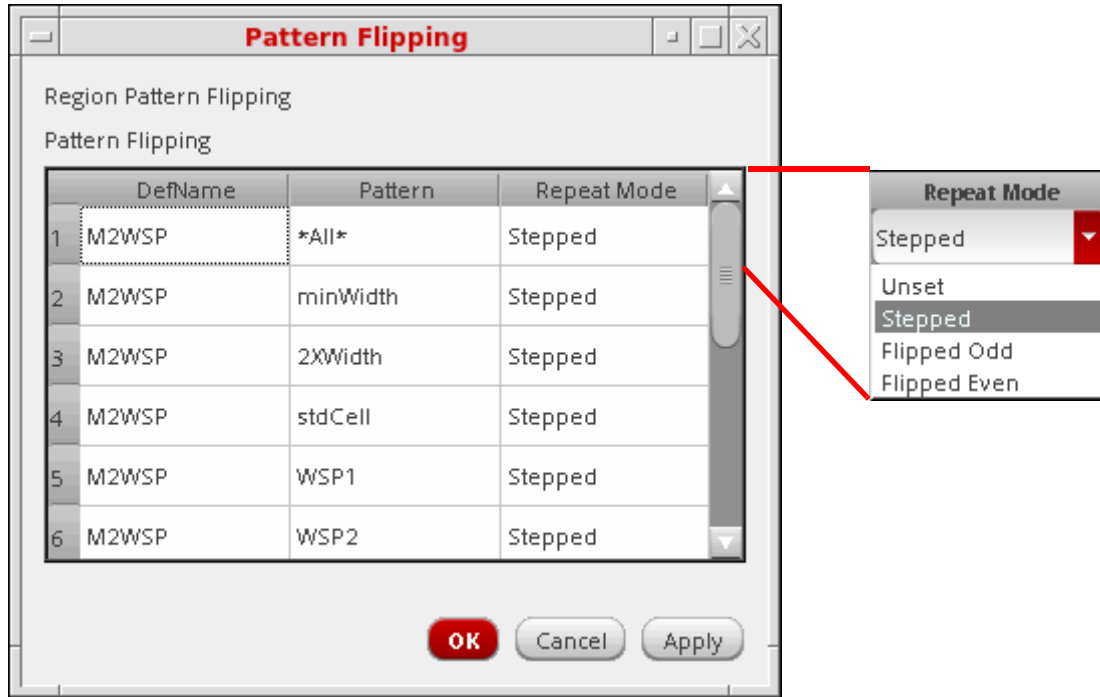 Pattern Flipping
Region Pattern Flipping
Pattern Flipping
DefName Pattern Repeat Mode
1 M2WSP *All* Stepped
2 M2WSP minWidth Stepped
3 M2WSP 2XWidth Stepped
4 M2WSP stdCell Stepped
5 M2WSP WSP1 Stepped
6 M2WSP WSP2 Stepped
OK Cancel Apply
Repeat Mode
Stepped
Unset
Stepped
Flipped Odd
Flipped Even